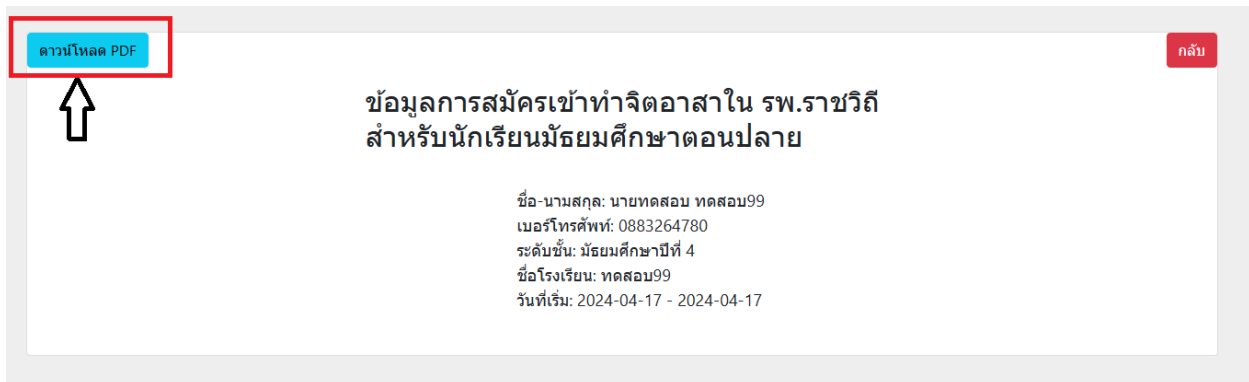 ดาวน์โหลด PDF
กลับ
ข้อมูลการสมัครเข้าทำจิตอาสาใน รพ.ราชวิถี
สำหรับนักเรียนมัธยมศึกษาตอนปลาย
ชื่อ-นามสกุล: นายทดสอบ ทดสอบ99
เบอร์โทรศัพท์: 0883264780
ระดับชั้น: มัธยมศึกษาปีที่ 4
ชื่อโรงเรียน: ทดสอบ99
วันที่เริ่ม: 2024-04-17 - 2024-04-17